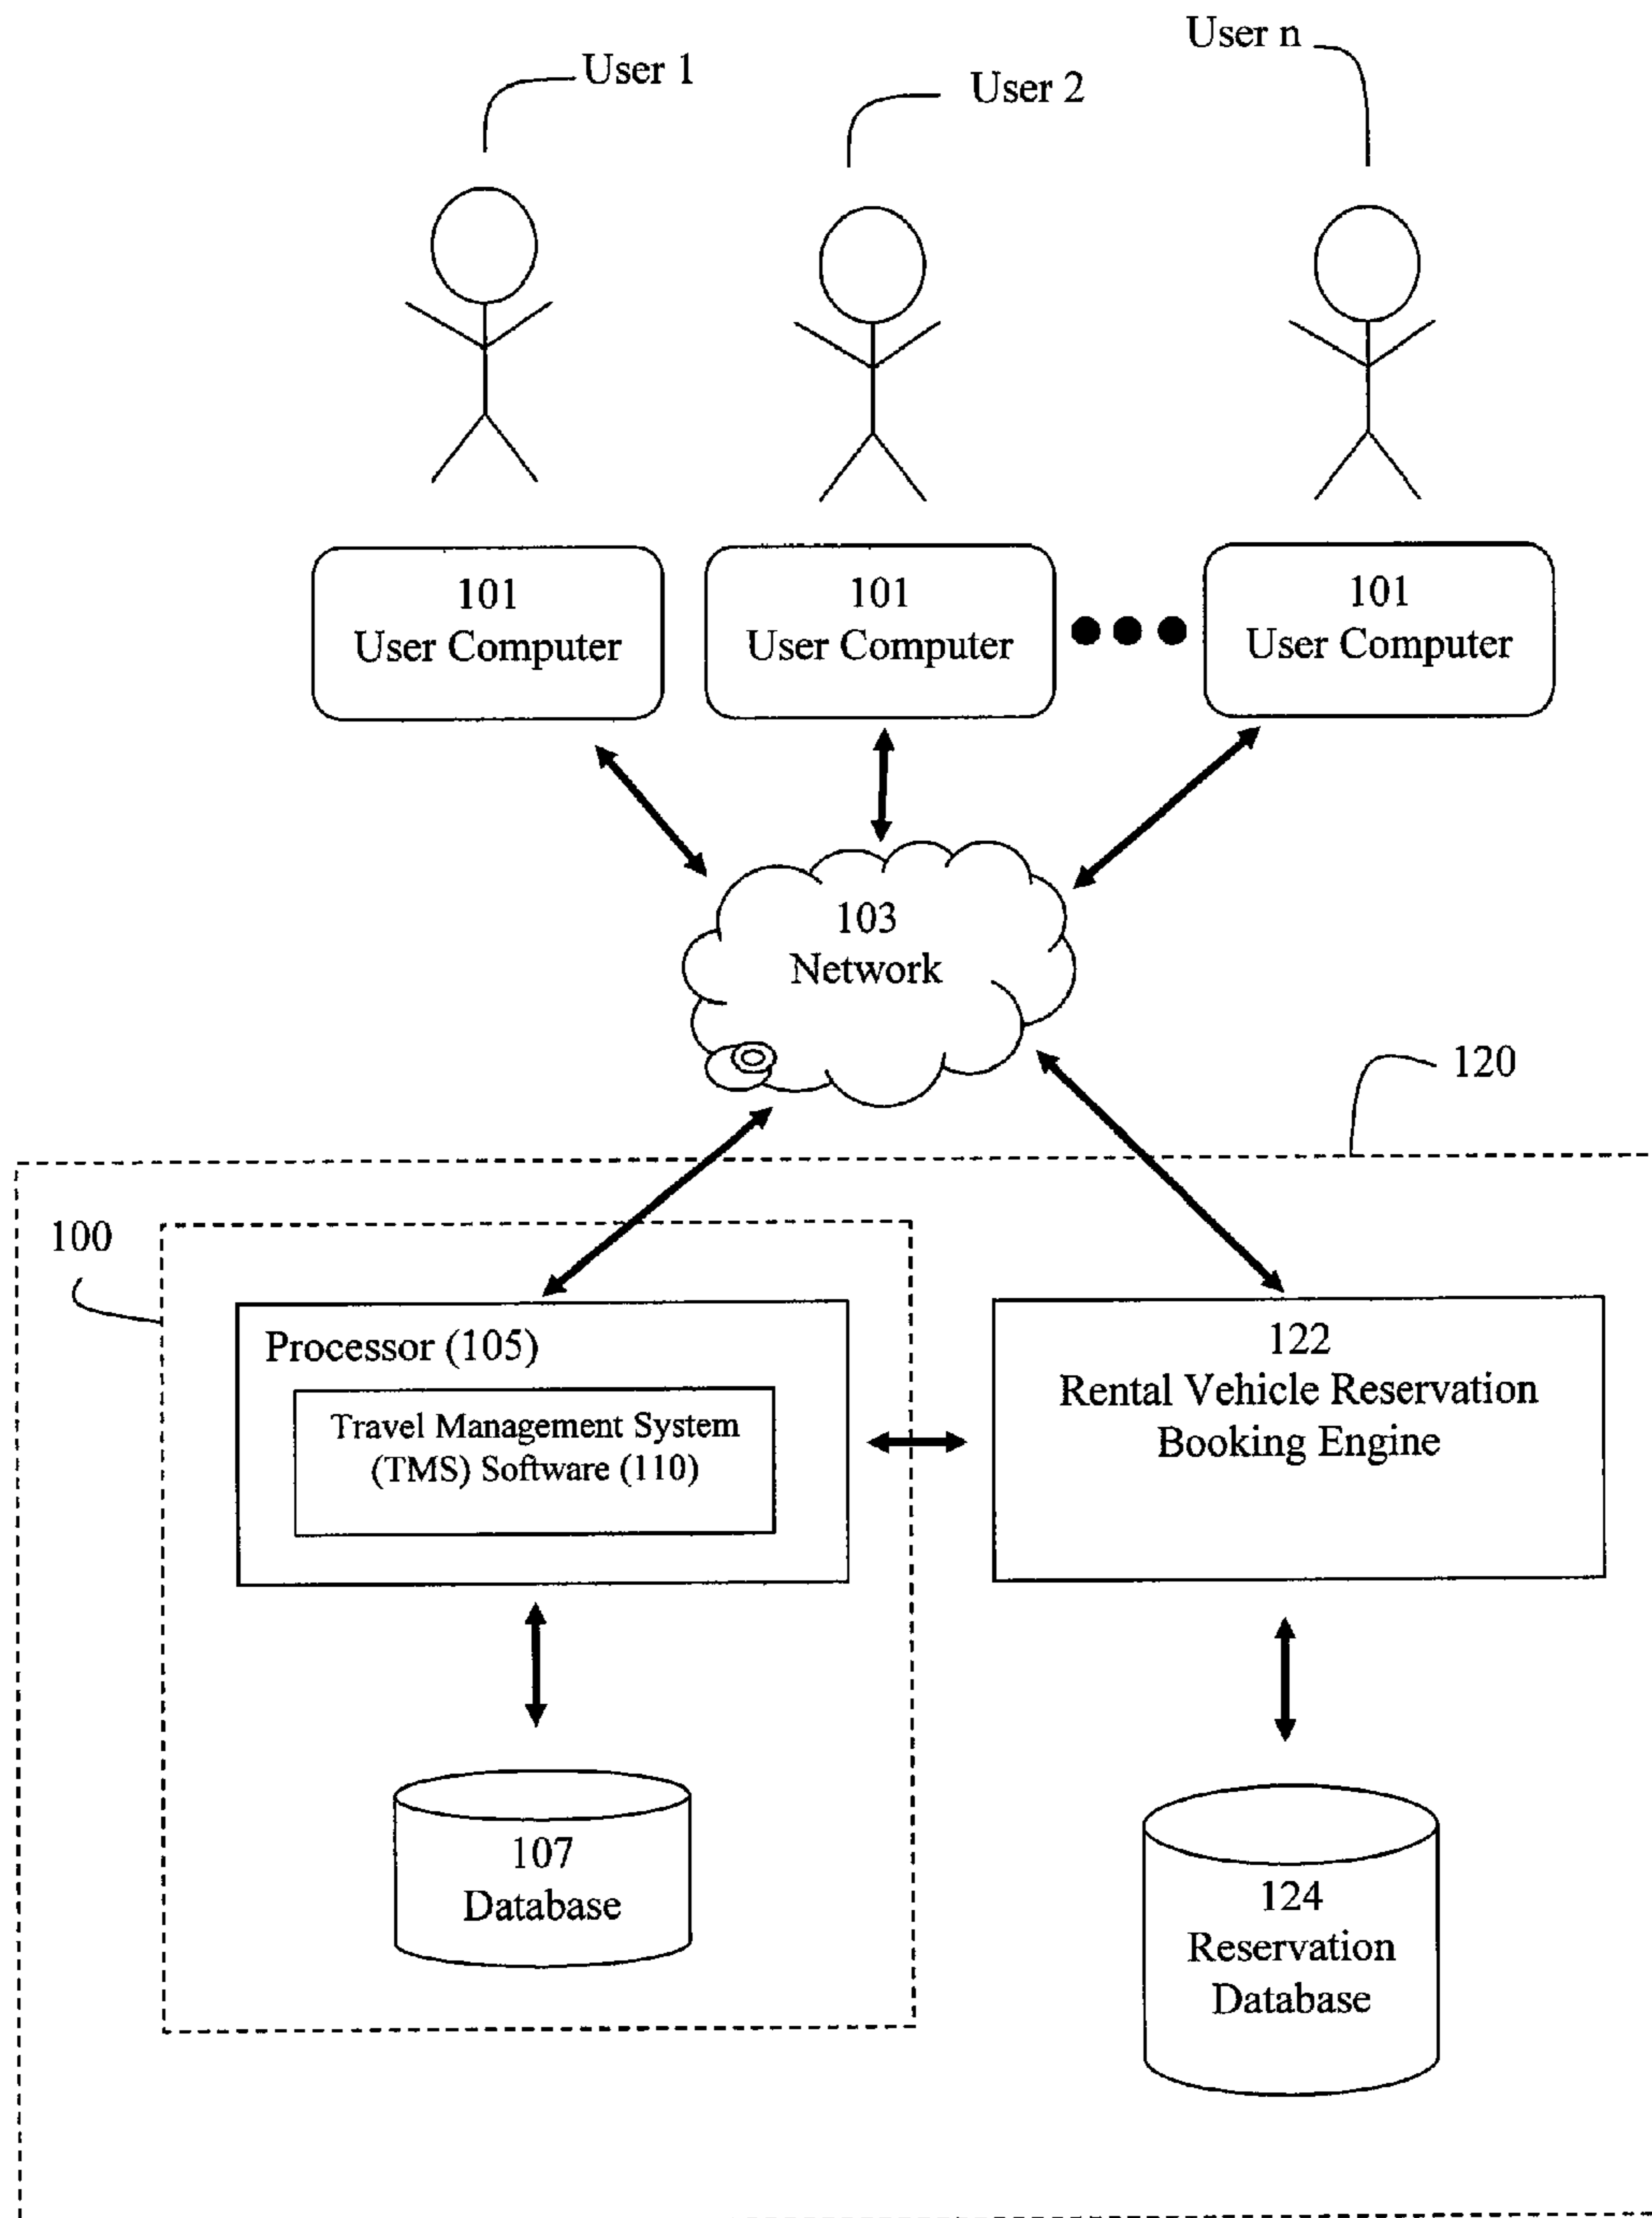 User 1
User 2
User n
101
User Computer
101
User Computer
101
User Computer
103
Network
120
100
Processor (105)
Travel Management System
(TMS) Software (110)
122
Rental Vehicle Reservation
Booking Engine
107
Database
124
Reservation
Database